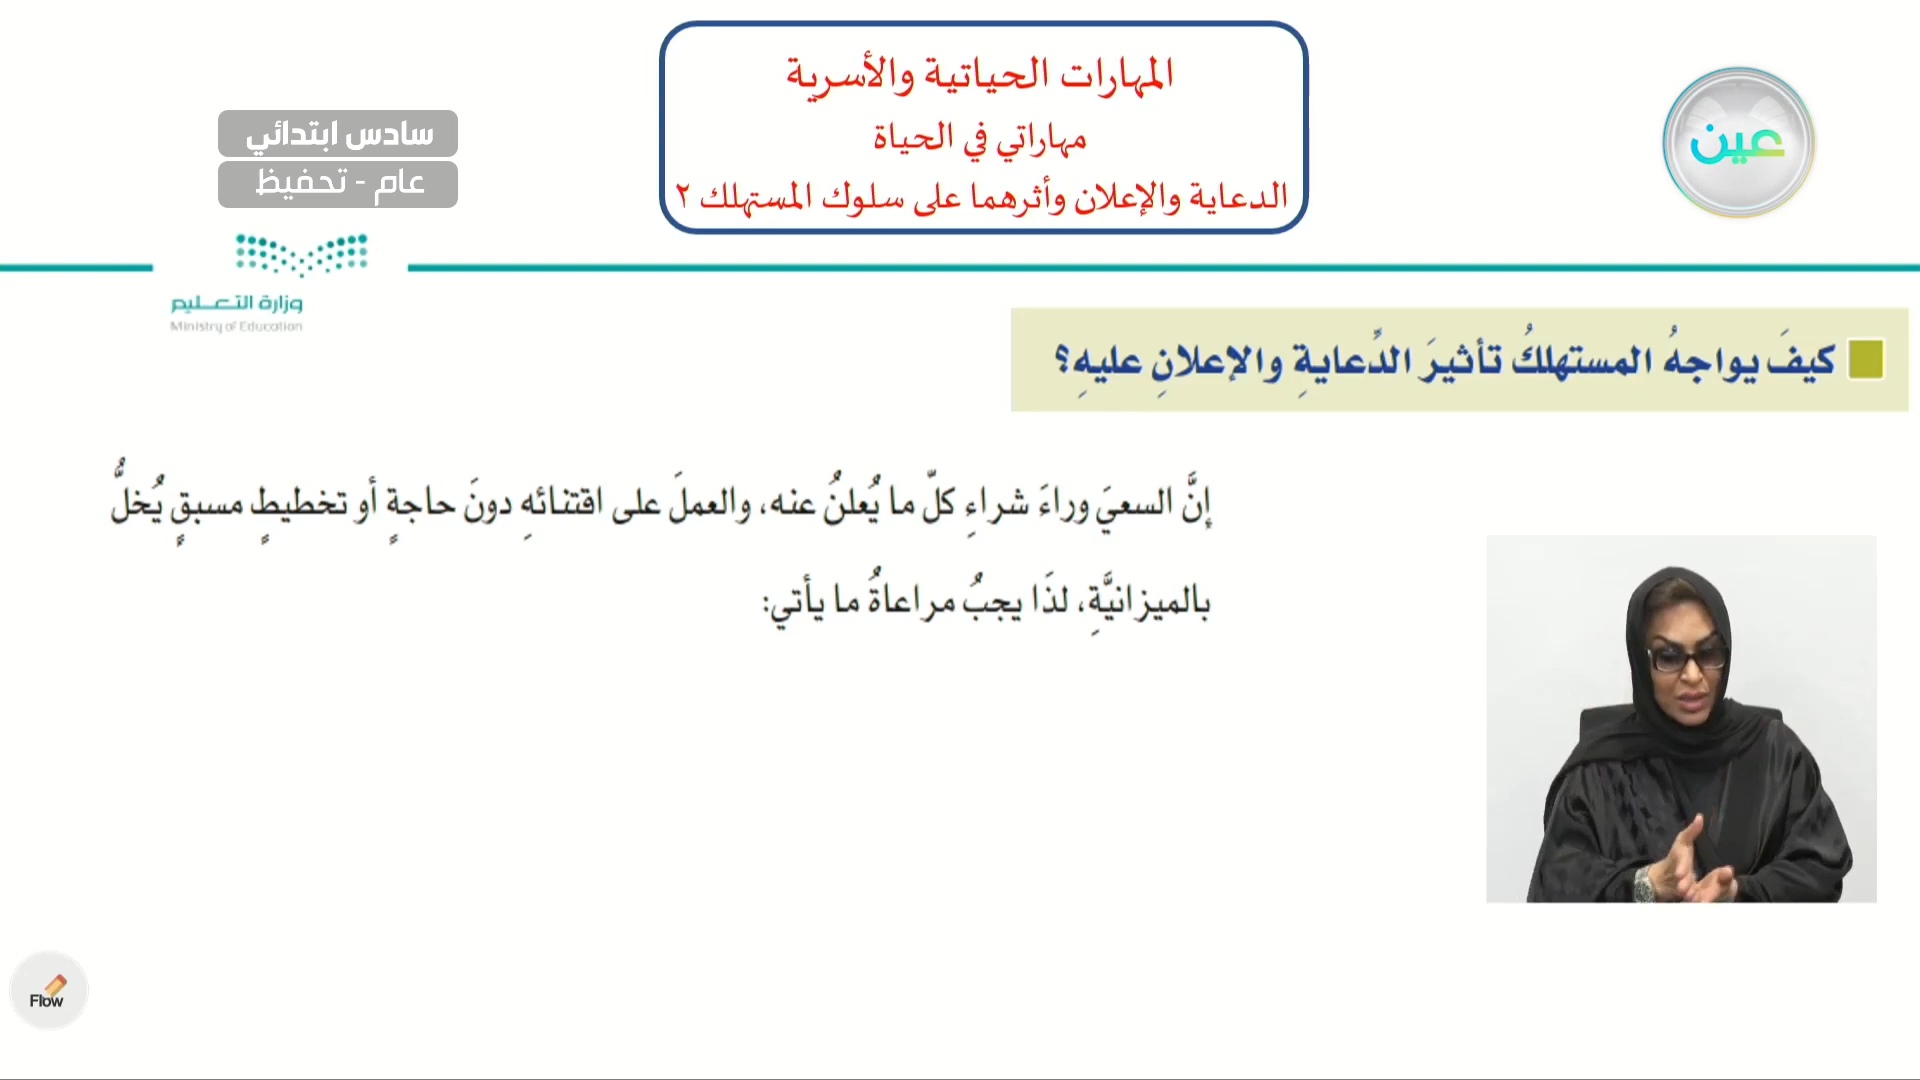 المهارات الحياتية والأسرية
مهاراتي في الحياة
الدعاية والإعلان وأثرهما على سلوك المستهلك ٢
عين
سادس ابتدائي
عام - تحفيظ
وزارة التعليم
Ministry of Education
كيفَ يواجهُ المستهلكُ تأثيرَ الدِّعايةِ والإعلانِ عليهِ؟
إنَّ السعيَ وراءَ شراءِ كلّ ما يُعلنُ عنه، والعملَ على اقتنائهِ دونَ حاجةٍ أو تخطيطٍ مسبقٍ يُخلُّ
بالميزانيَّةِ، لذَا يجبُ مراعاةُ ما يأتي:
Flow